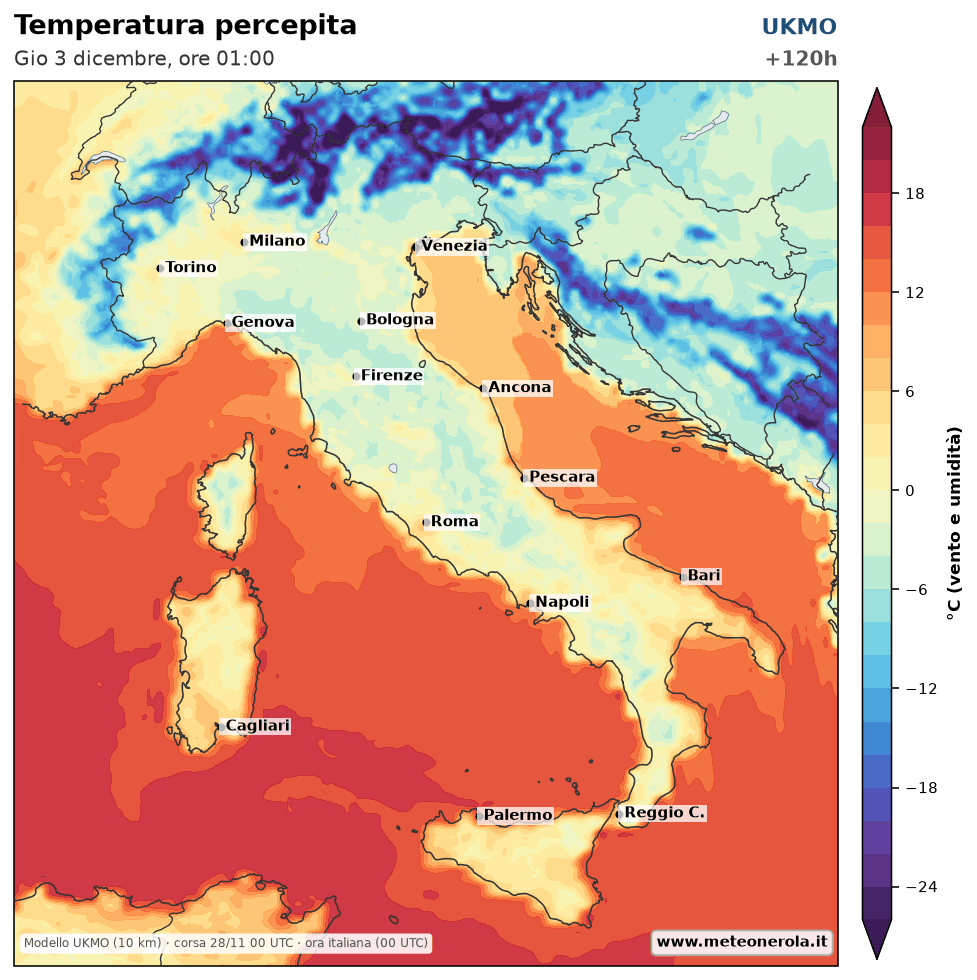 Temperatura percepita
UKMO
Gio 3 dicembre, ore 01:00
+120h
Milano
Venezia
Torino
Genova
Bologna
Firenze
Ancona
Pescara
Roma
Bari
Napoli
Cagliari
Palermo
Reggio C.
18
12
6
0
−6
−12
−18
−24
°C (vento e umidità)
Modello UKMO (10 km) · corsa 28/11 00 UTC · ora italiana (00 UTC)
www.meteonerola.it